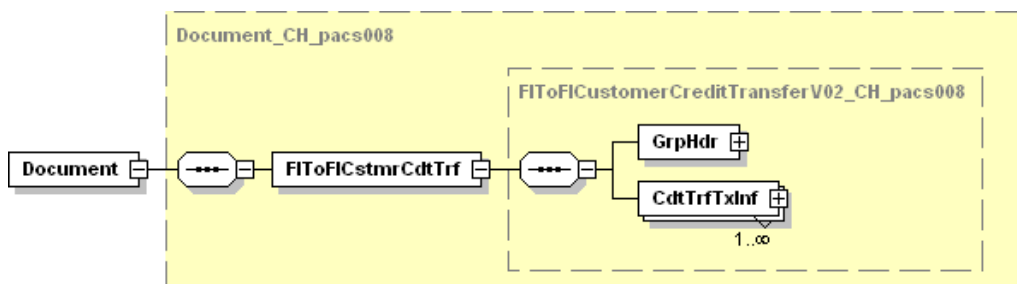 Document_CH_pacs008
FIToFICustomerCreditTransferV02_CH_pacs008
GrpHdr
Document
FIToFICstmrCdtTrf
CdtTrfTxInf
1..∞